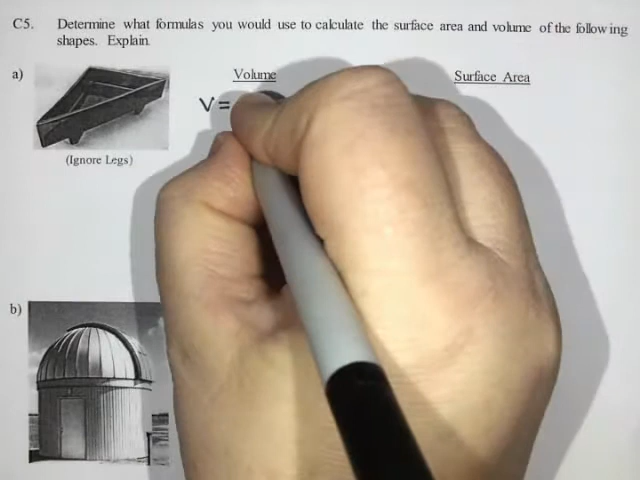 C5. Determine what formulas you would use to calculate the surface area and volume of the following
shapes. Explain.
a) Volume Surface Area
V =
(Ignore Legs)
b)